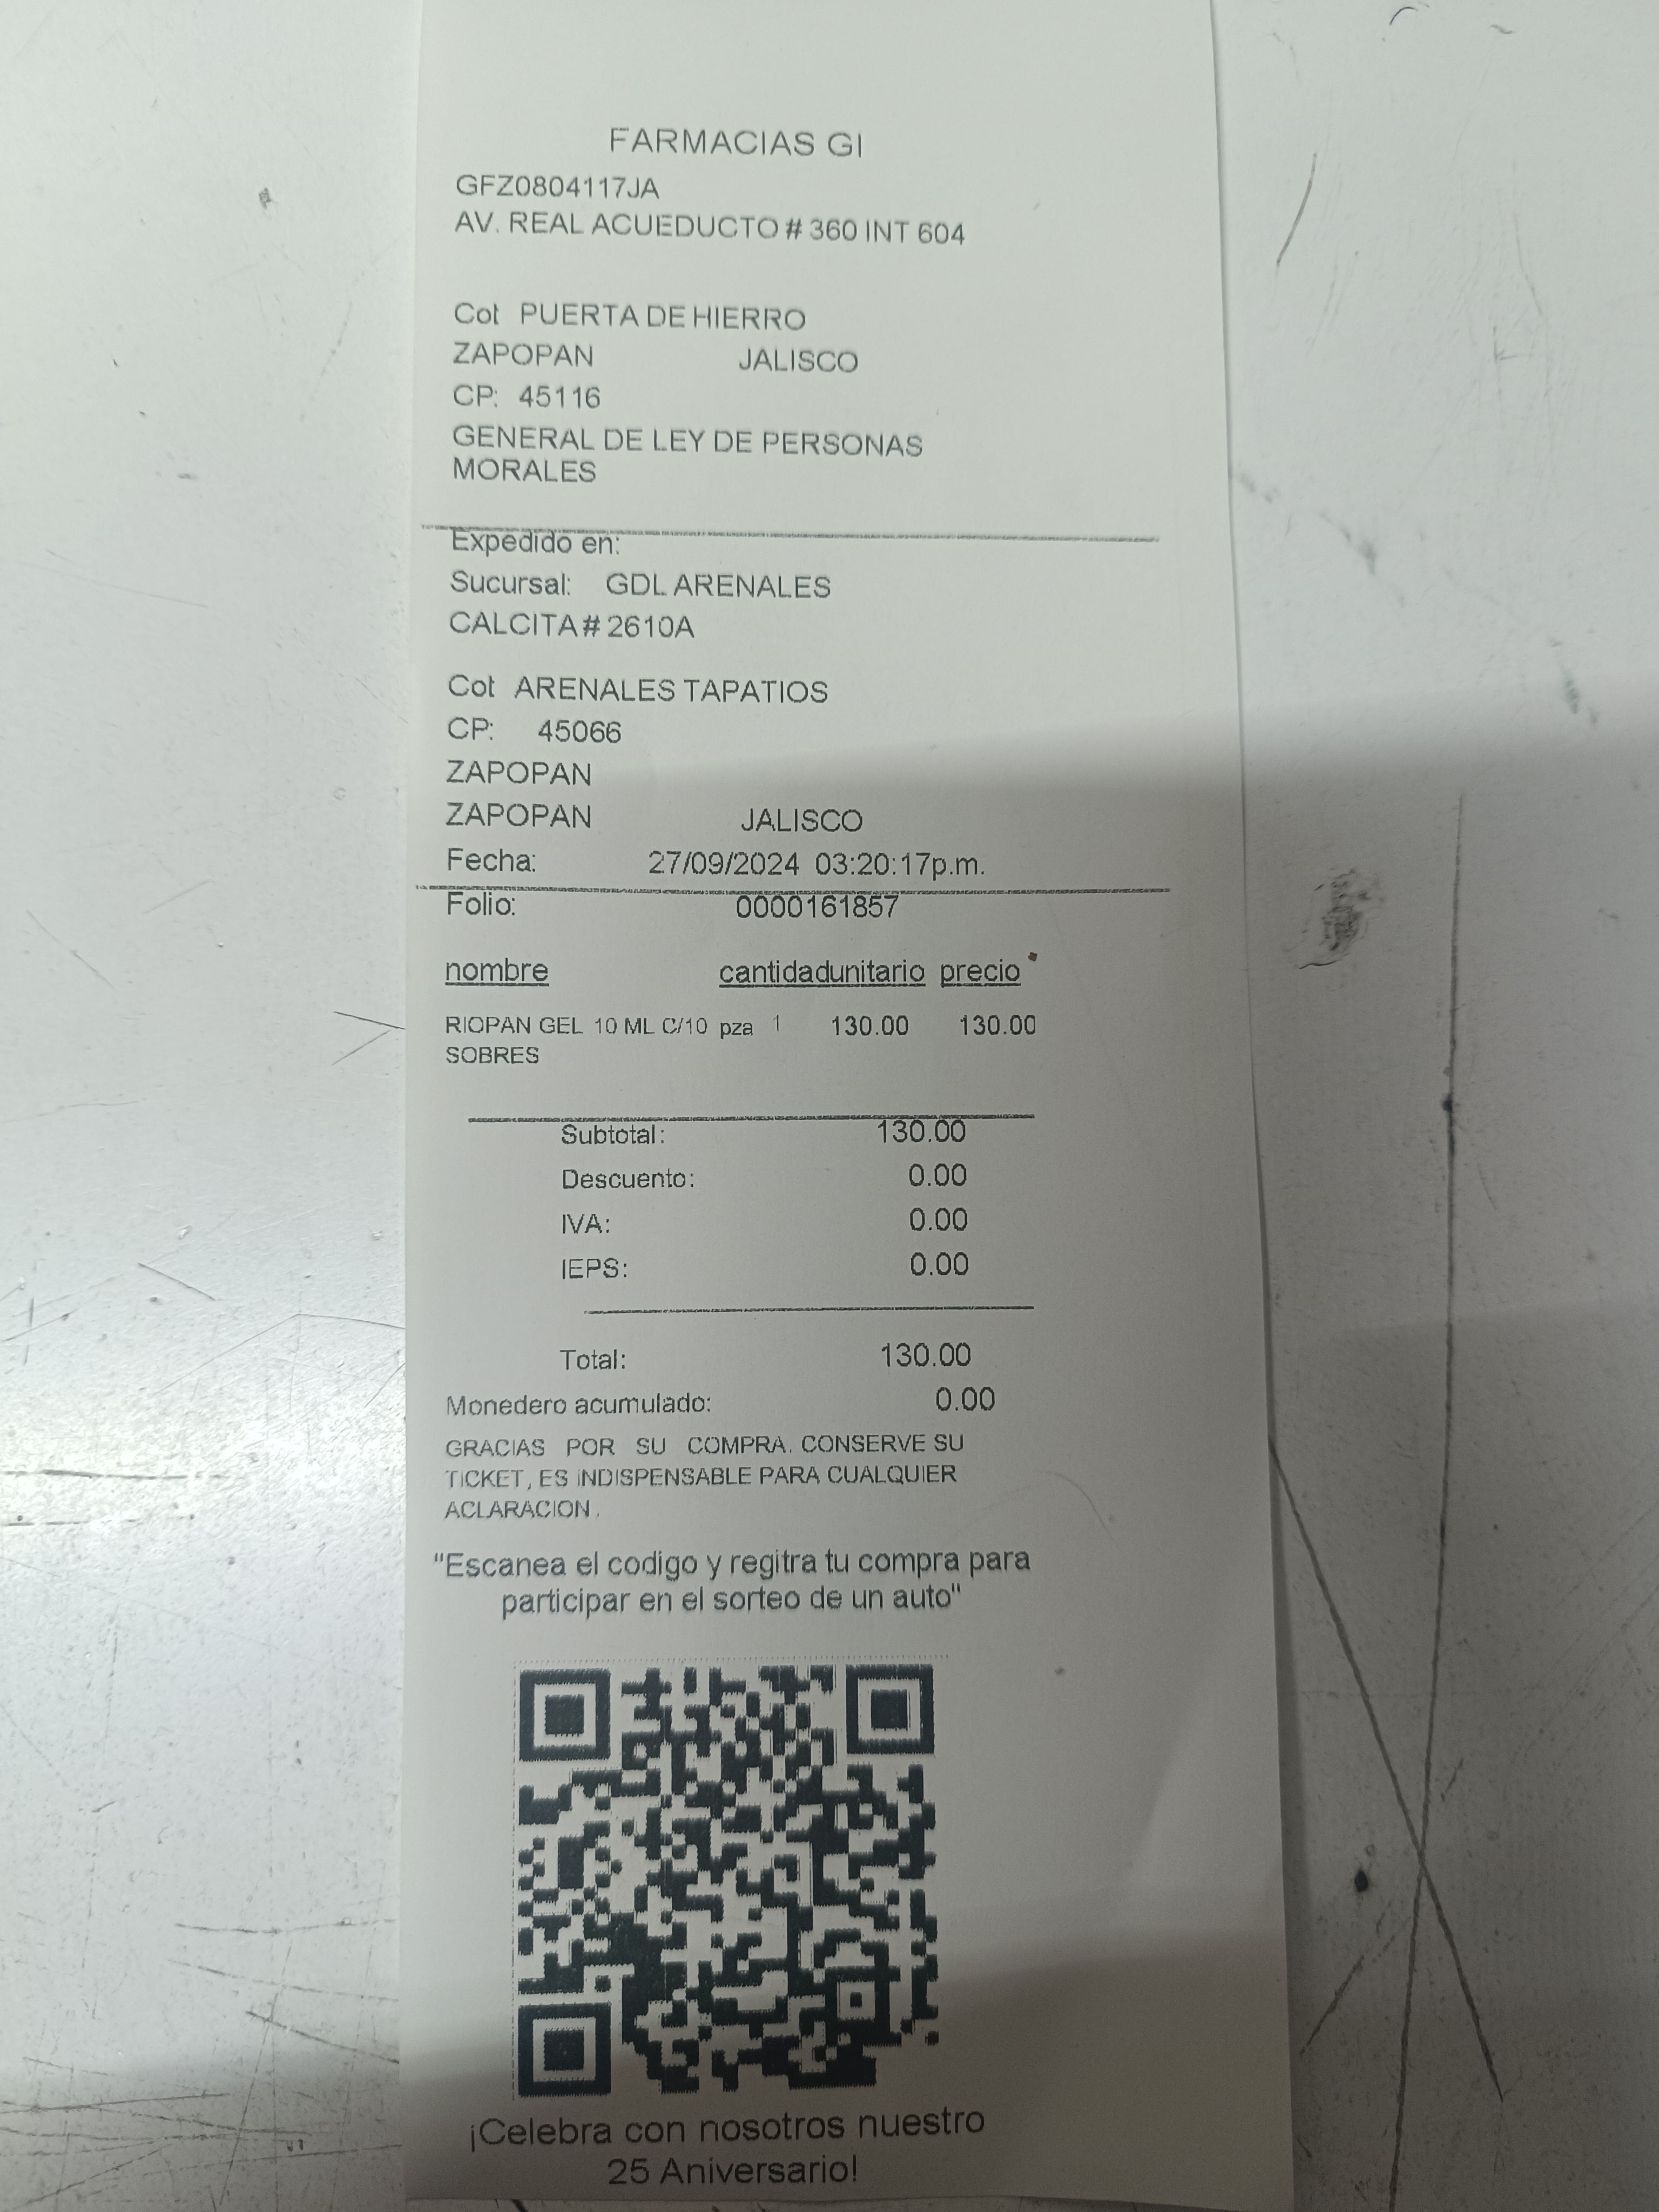 FARMACIAS GI
GFZ0804117JA
AV. REAL ACUEDUCTO # 360 INT 604
Col PUERTA DE HIERRO
ZAPOPAN JALISCO
CP: 45116
GENERAL DE LEY DE PERSONAS
MORALES
Expedido en:
Sucursal: GDL ARENALES
CALCITA # 2610A
Col ARENALES TAPATIOS
CP: 45066
ZAPOPAN
ZAPOPAN JALISCO
Fecha: 27/09/2024 03:20:17p.m.
Folio: 0000161857
nombre cantidadunitario precio
RIOPAN GEL 10 ML C/10 pza 1 130.00 130.00
SOBRES
Subtotal: 130.00
Descuento: 0.00
IVA: 0.00
IEPS: 0.00
Total: 130.00
Monedero acumulado: 0.00
GRACIAS POR SU COMPRA. CONSERVE SU
TICKET, ES INDISPENSABLE PARA CUALQUIER
ACLARACION.
"Escanea el codigo y regitra tu compra para
participar en el sorteo de un auto"
¡Celebra con nosotros nuestro
25 Aniversario!